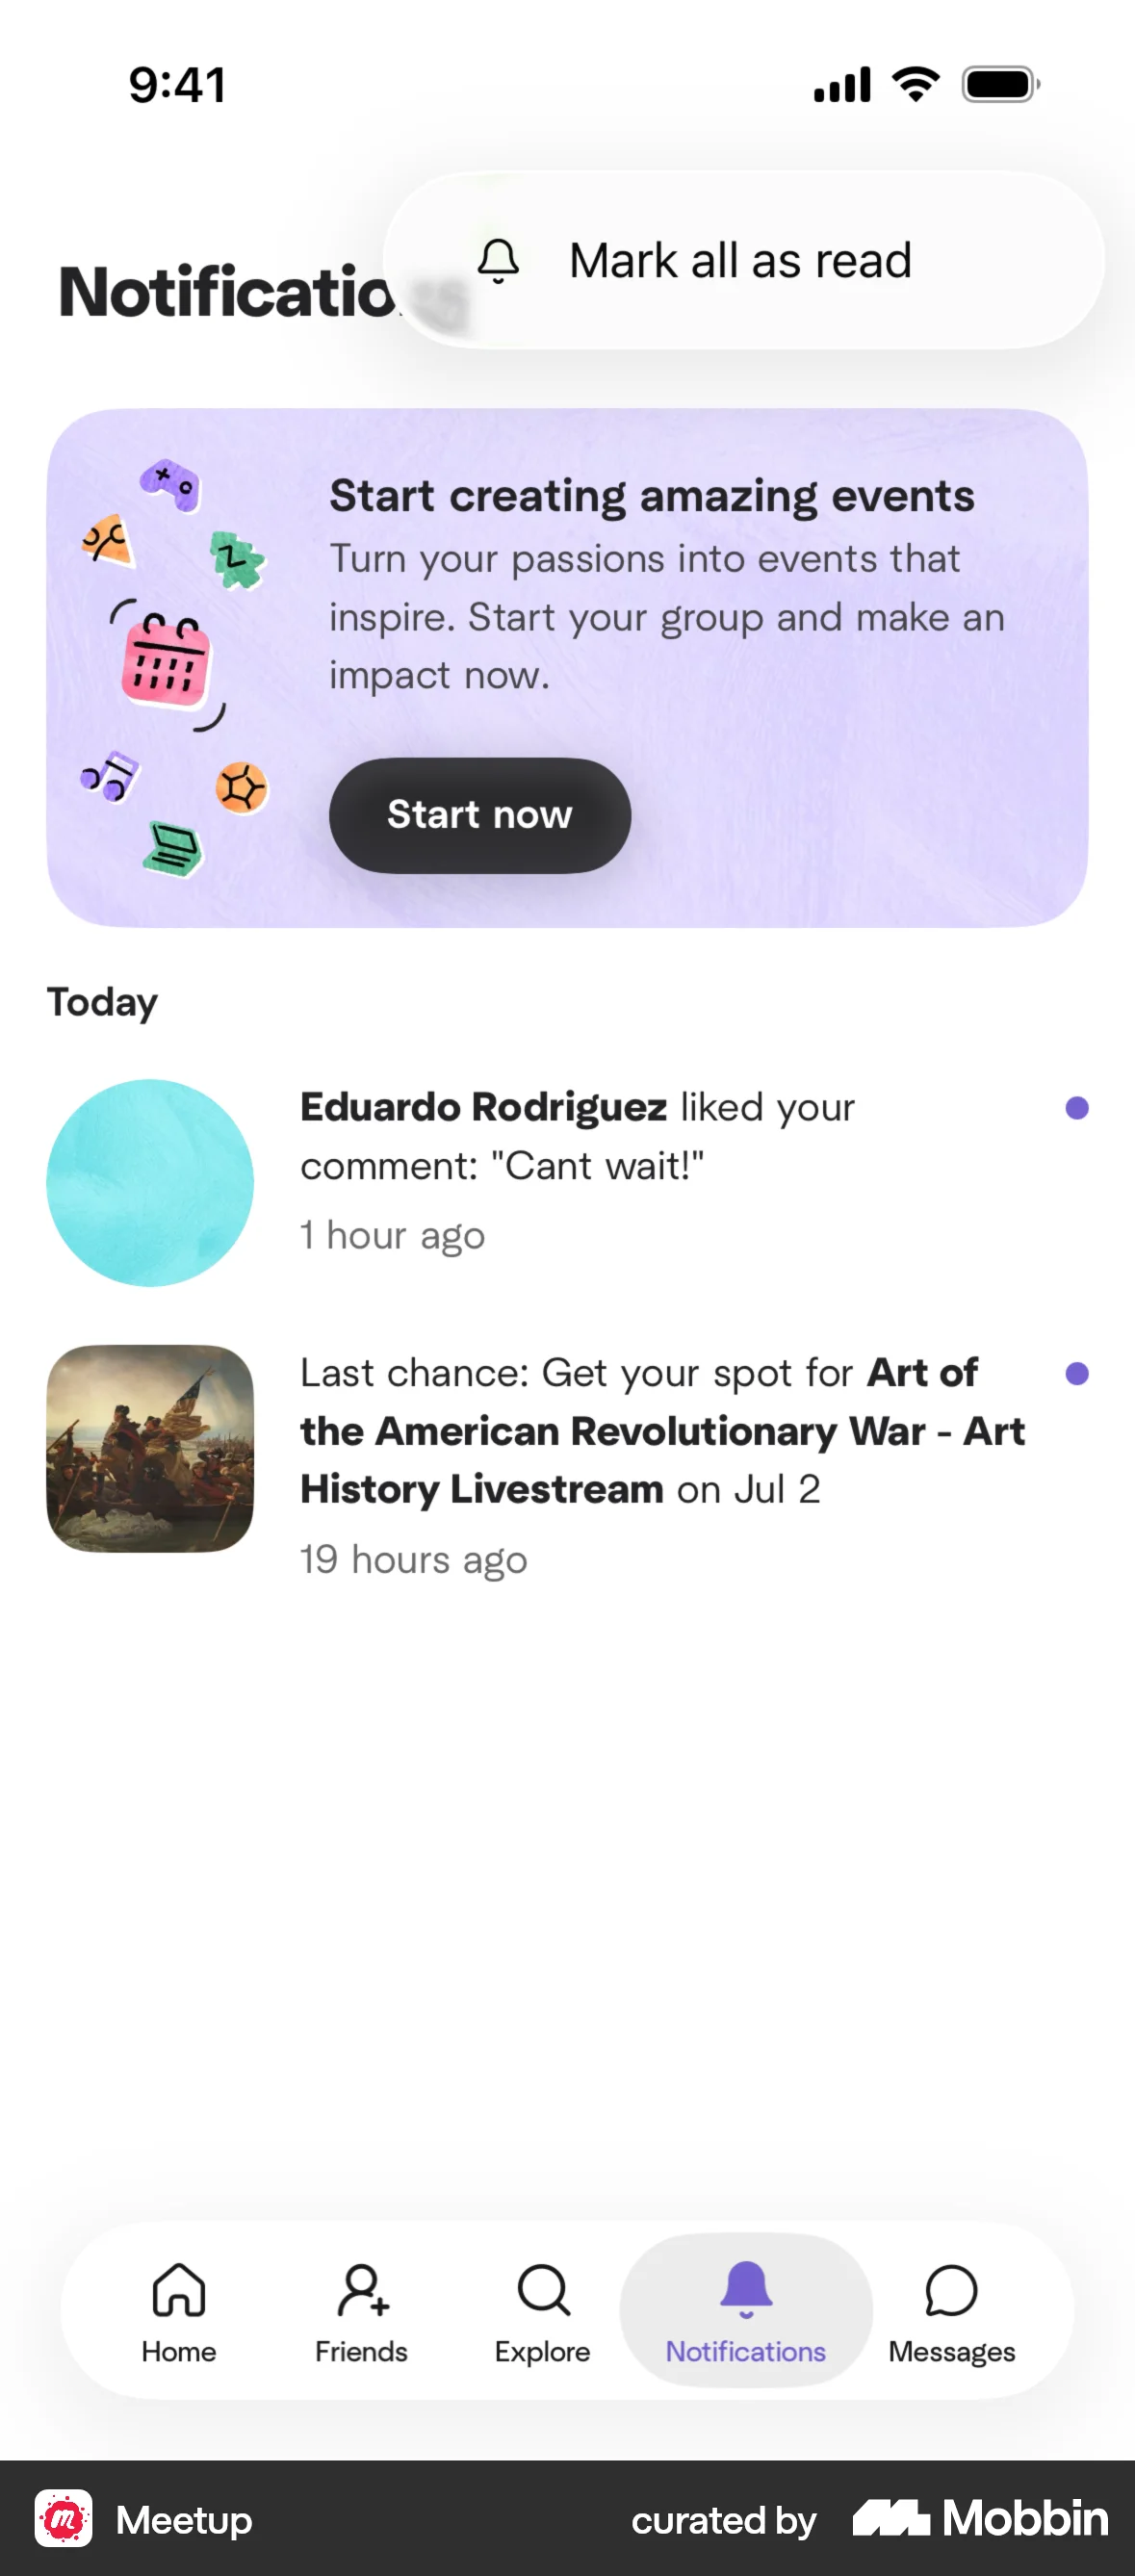 9:41
Mark all as read
Notifications
Start creating amazing events
Turn your passions into events that
inspire. Start your group and make an
impact now.
Start now
Today
Eduardo Rodriguez liked your
comment: "Cant wait!"
1 hour ago
Last chance: Get your spot for Art of
the American Revolutionary War - Art
History Livestream on Jul 2
19 hours ago
Home
Friends
Explore
Notifications
Messages
Meetup
curated by Mobbin